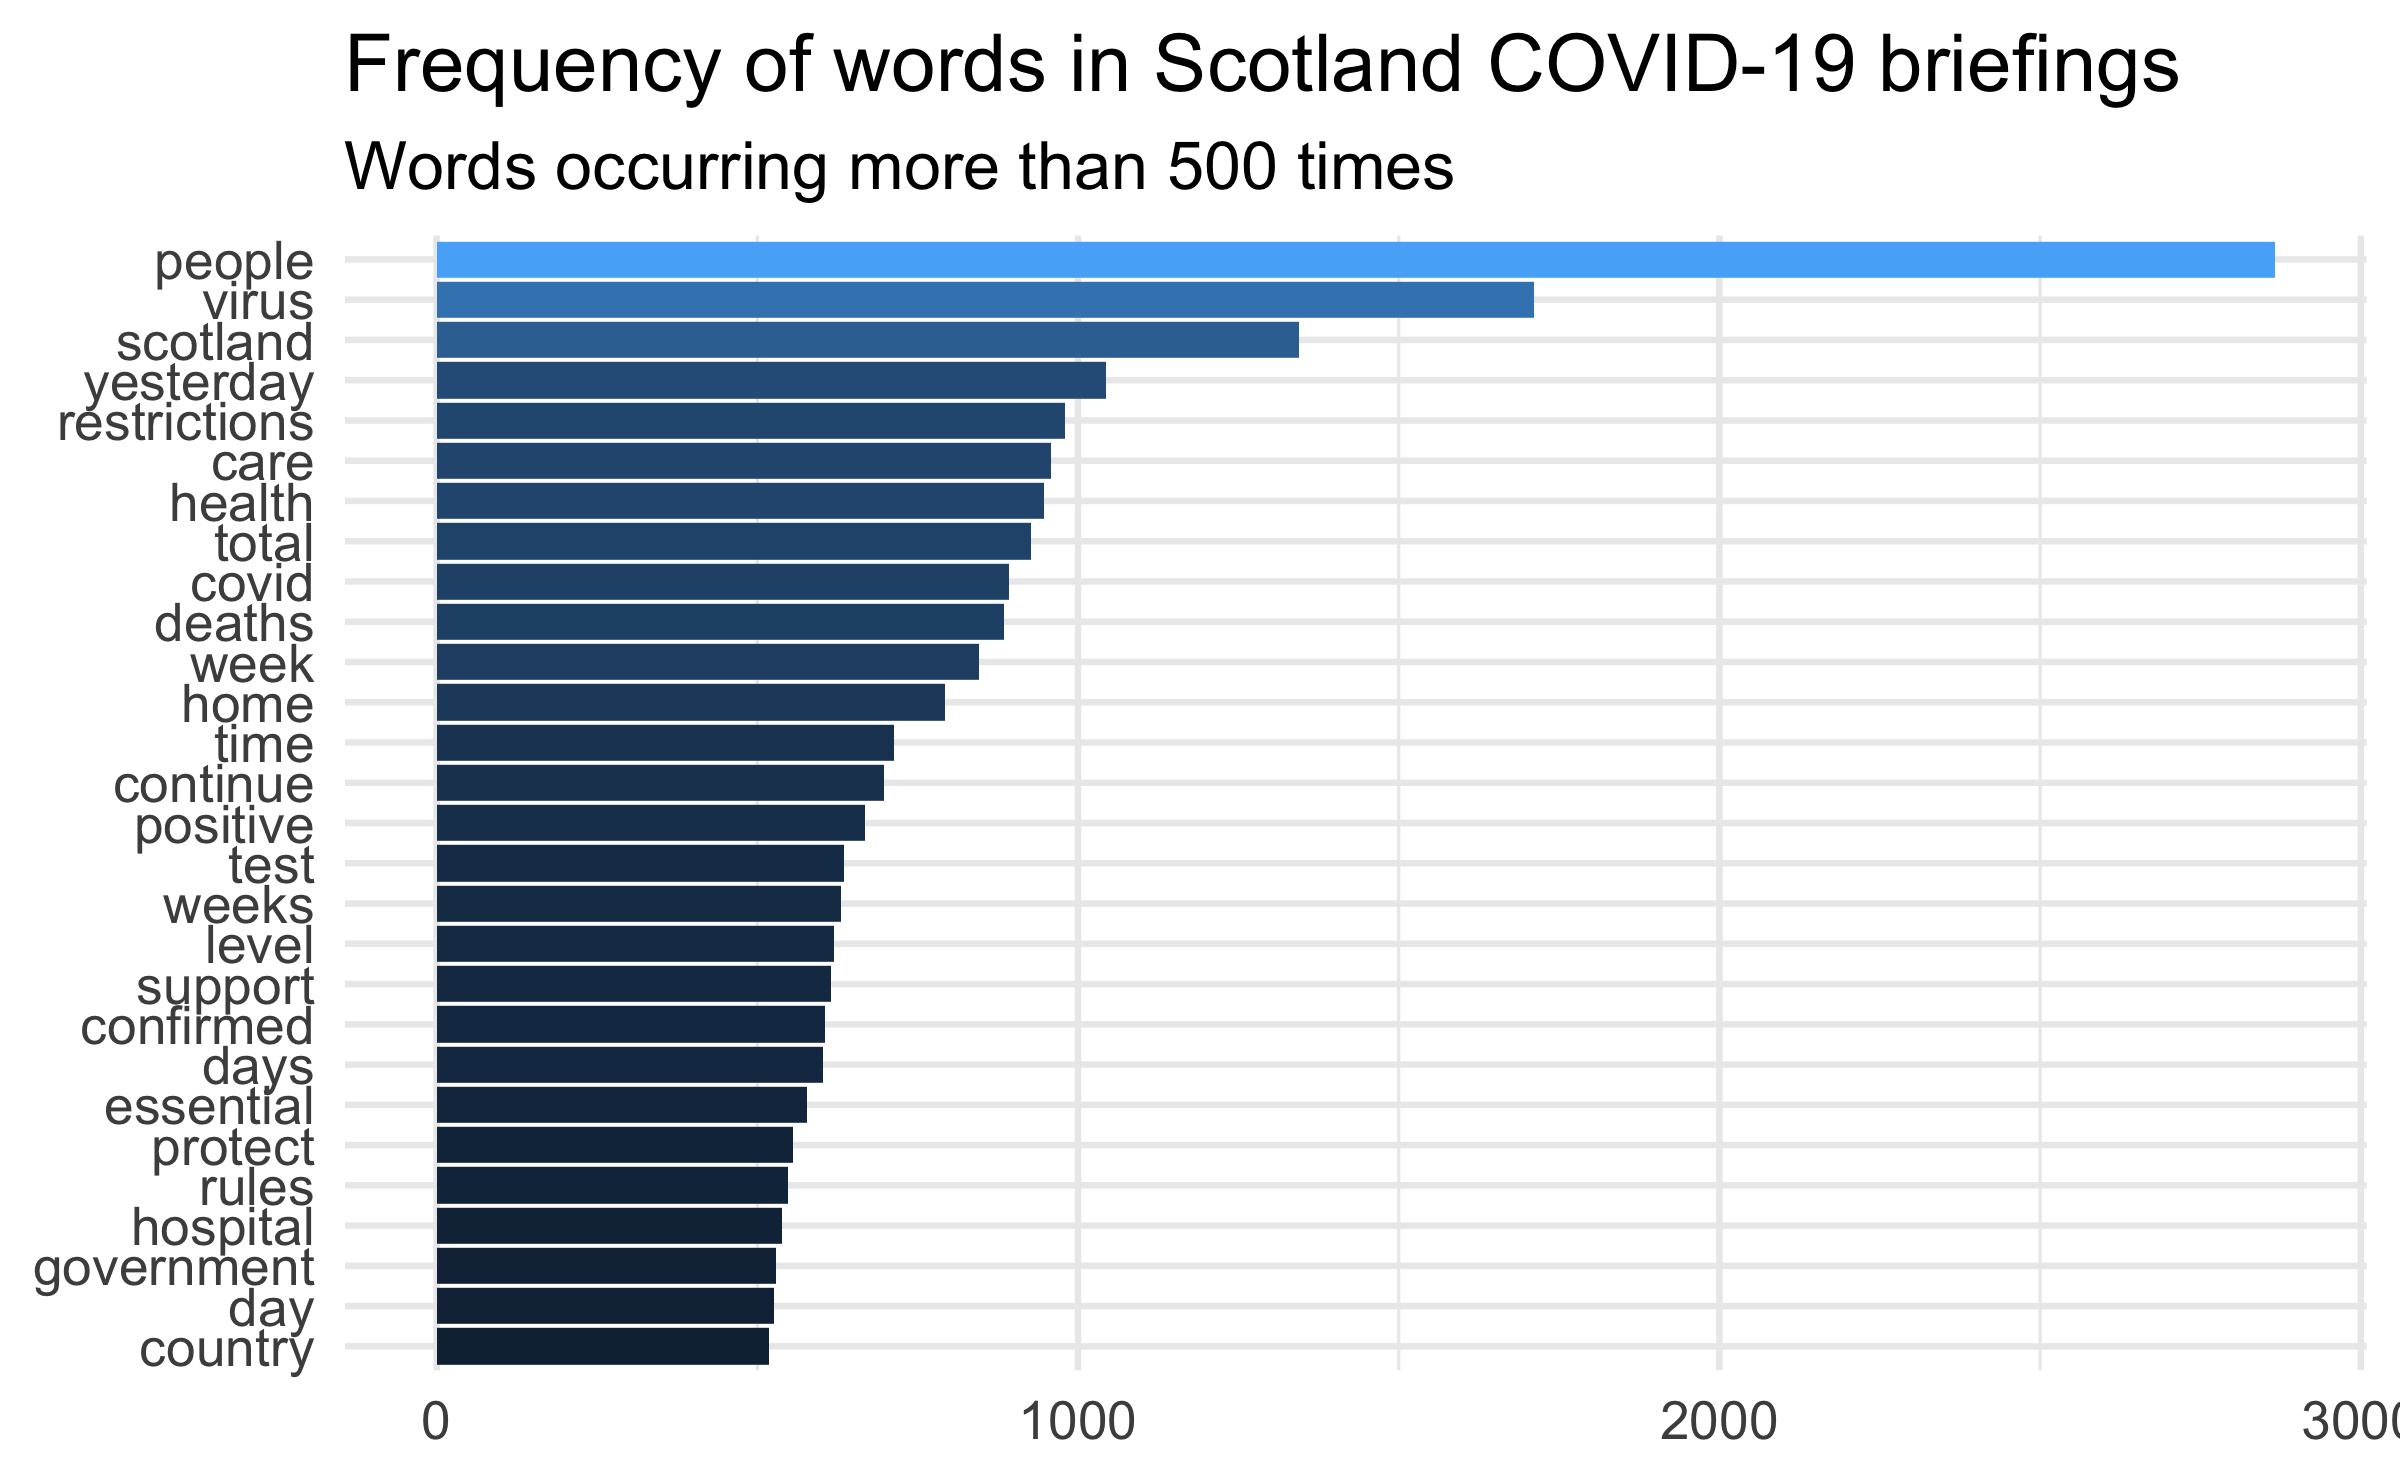 Frequency of words in Scotland COVID-19 briefings
Words occurring more than 500 times
people
virus
scotland
yesterday
restrictions
care
health
total
covid
deaths
week
home
time
continue
positive
test
weeks
level
support
confirmed
days
essential
protect
rules
hospital
government
day
country
0 1000 2000 3000